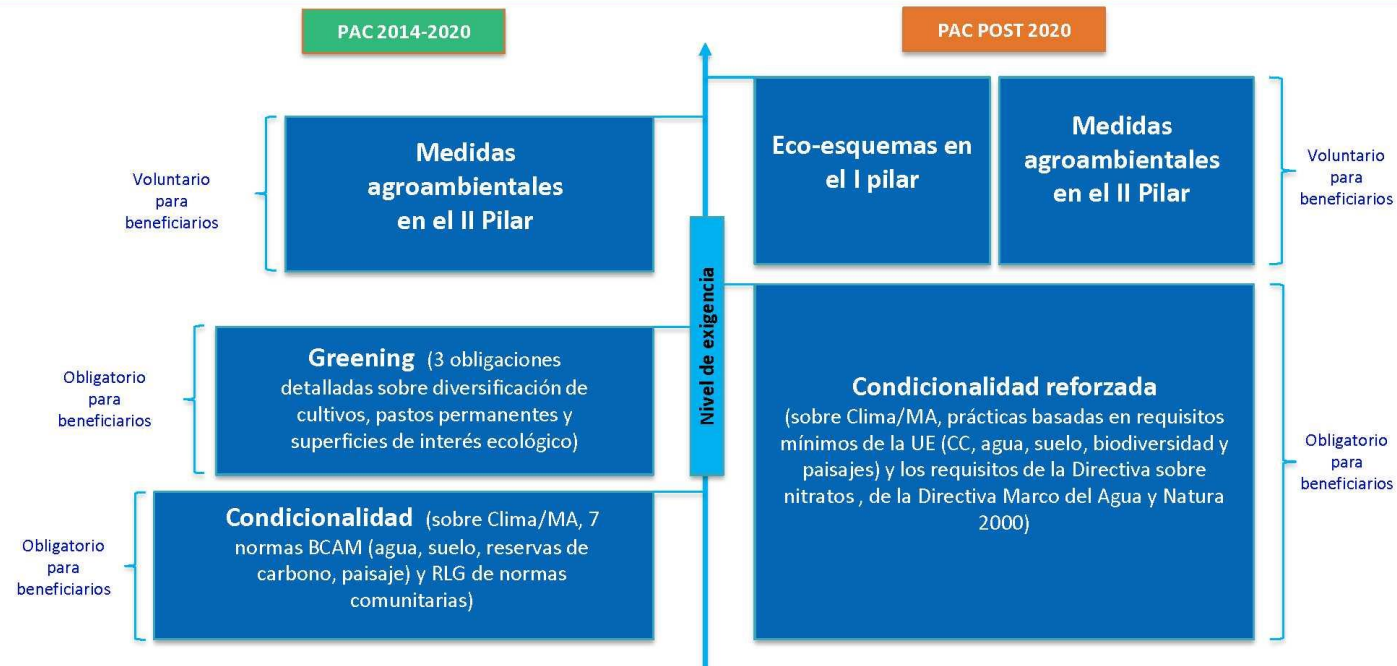 PAC 2014-2020
PAC POST 2020
Voluntario
para
beneficiarios
Medidas
agroambientales
en el II Pilar
Obligatorio
para
beneficiarios
Greening (3 obligaciones
detalladas sobre diversificación de
cultivos, pastos permanentes y
superficies de interés ecológico)
Obligatorio
para
beneficiarios
Condicionalidad (sobre Clima/MA, 7
normas BCAM (agua, suelo, reservas de
carbono, paisaje) y RLG de normas
comunitarias)
Nivel de exigencia
Eco-esquemas en
el I pilar
Medidas
agroambientales
en el II Pilar
Voluntario
para
beneficiarios
Condicionalidad reforzada
(sobre Clima/MA, prácticas basadas en requisitos
mínimos de la UE (CC, agua, suelo, biodiversidad y
paisajes) y los requisitos de la Directiva sobre
nitratos , de la Directiva Marco del Agua y Natura
2000)
Obligatorio
para
beneficiarios